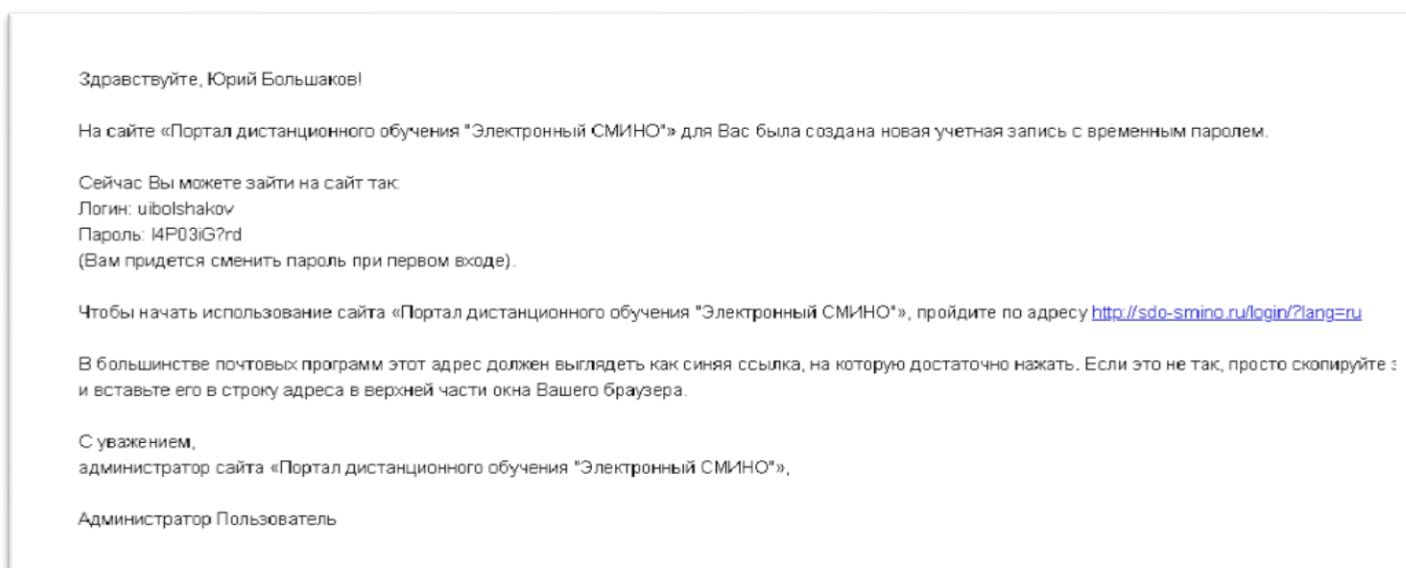 Здравствуйте, Юрий Большаков!
На сайте «Портал дистанционного обучения "Электронный СМИНО"» для Вас была создана новая учетная запись с временным паролем.
Сейчас Вы можете зайти на сайт так:
Логин: uibolshakov
Пароль: l4P03iG?rd
(Вам придется сменить пароль при первом входе).
Чтобы начать использование сайта «Портал дистанционного обучения "Электронный СМИНО"», пройдите по адресу http://sdo-smino.ru/login/?lang=ru
В большинстве почтовых программ этот адрес должен выглядеть как синяя ссылка, на которую достаточно нажать. Если это не так, просто скопируйте
и вставьте его в строку адреса в верхней части окна Вашего браузера.
С уважением,
администратор сайта «Портал дистанционного обучения "Электронный СМИНО"»,
Администратор Пользователь